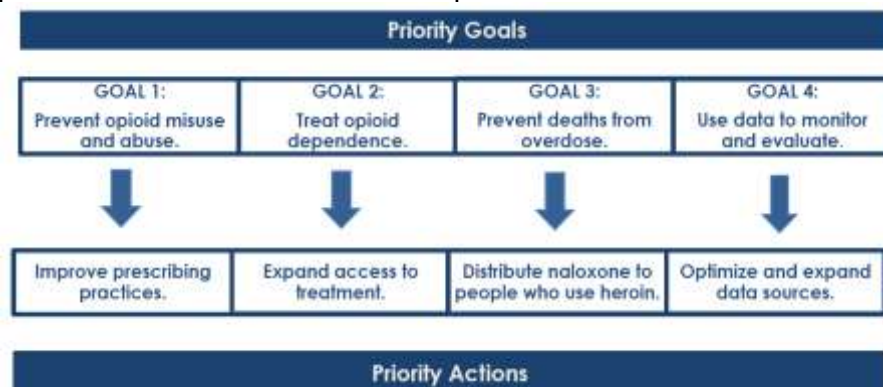 Priority Goals
GOAL 1:
Prevent opioid misuse
and abuse.
GOAL 2:
Treat opioid
dependence.
GOAL 3:
Prevent deaths from
overdose.
GOAL 4:
Use data to monitor
and evaluate.
Improve prescribing
practices.
Expand access to
treatment.
Distribute naloxone to
people who use heroin.
Optimize and expand
data sources.
Priority Actions